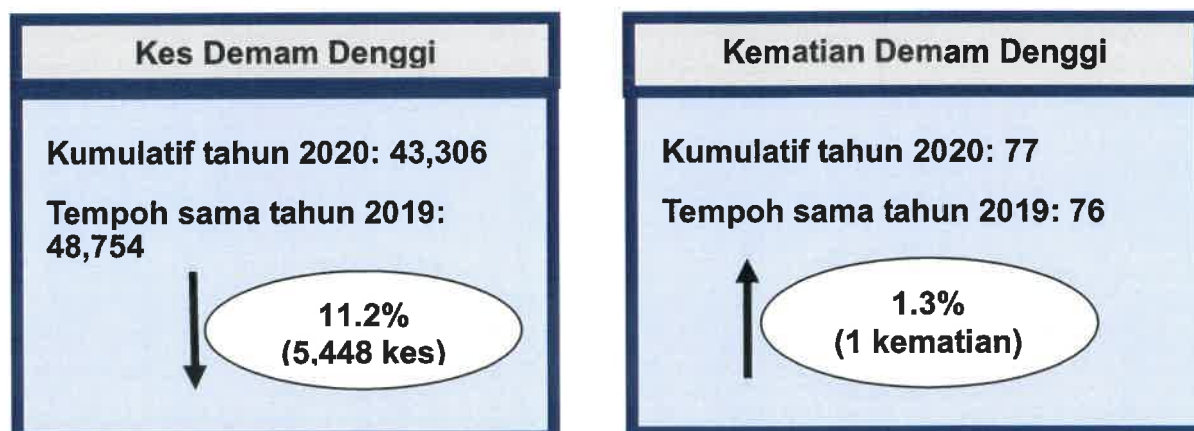 Kes Demam Denggi
Kumulatif tahun 2020: 43,306
Tempoh sama tahun 2019:
48,754
11.2%
(5,448 kes)
Kematian Demam Denggi
Kumulatif tahun 2020: 77
Tempoh sama tahun 2019: 76
1.3%
(1 kematian)